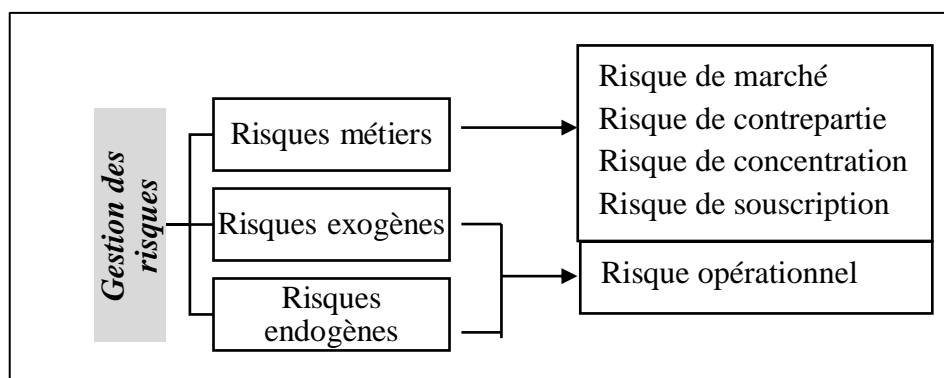 Gestion des
risques
Risques métiers
Risques exogènes
Risques
endogènes
Risque de marché
Risque de contrepartie
Risque de concentration
Risque de souscription
Risque opérationnel